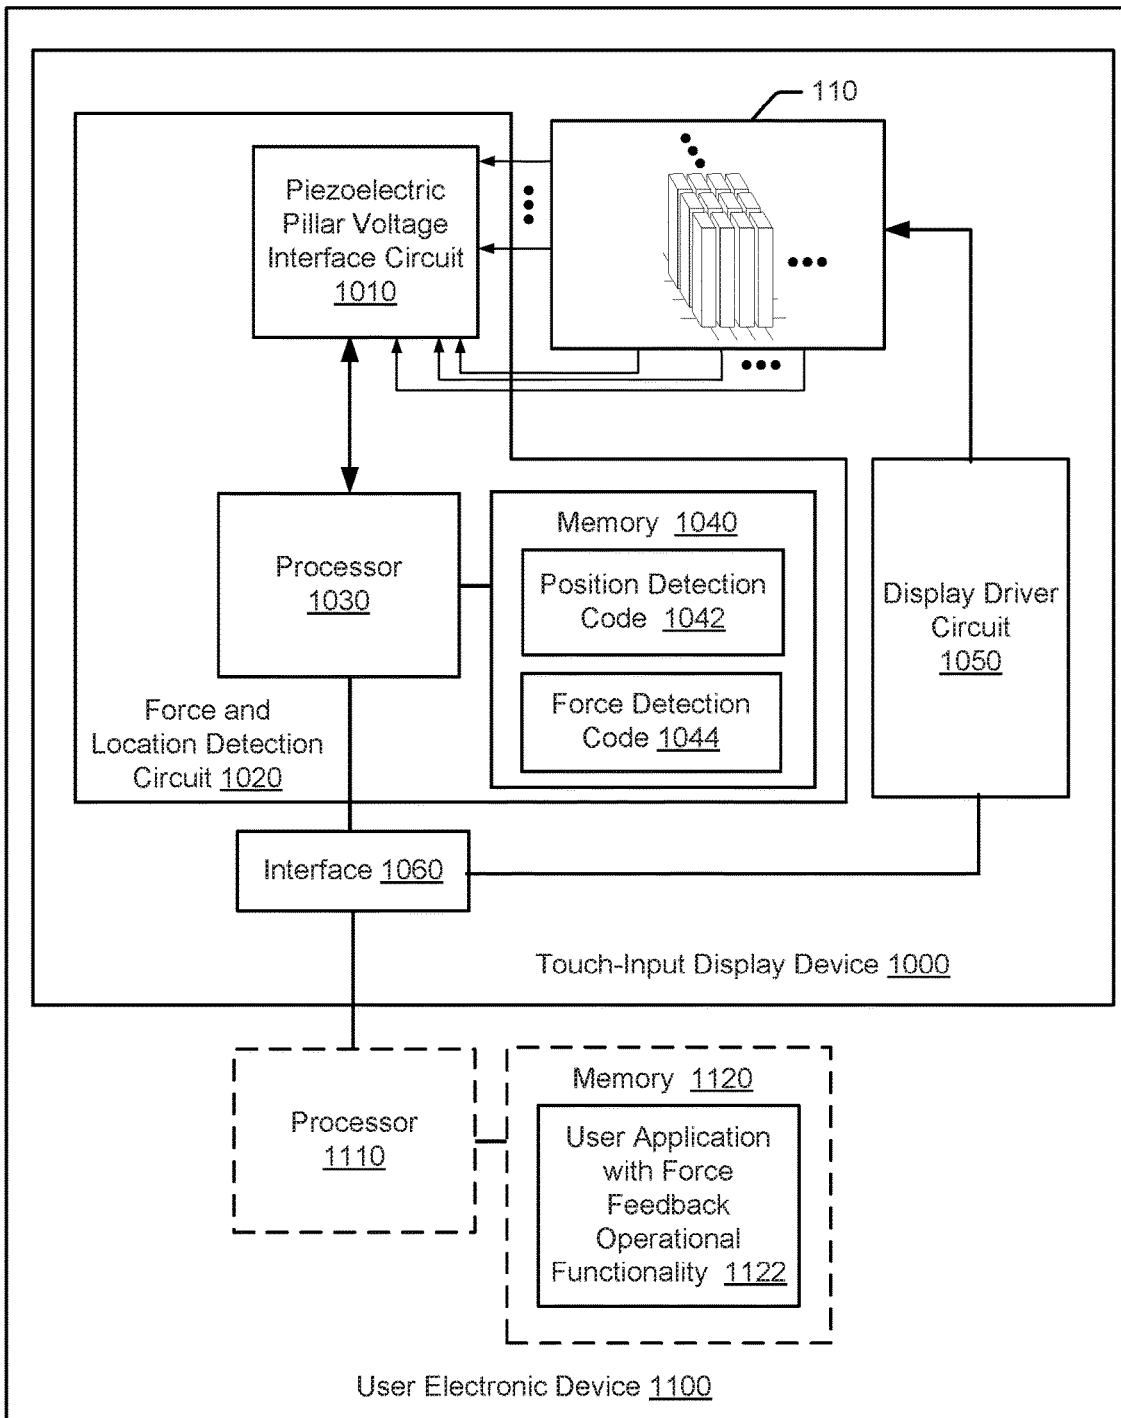 110
Piezoelectric
Pillar Voltage
Interface Circuit
1010
Processor
1030
Memory 1040
Position Detection
Code 1042
Force Detection
Code 1044
Display Driver
Circuit
1050
Force and
Location Detection
Circuit 1020
Interface 1060
Touch-Input Display Device 1000
Processor
1110
Memory 1120
User Application
with Force
Feedback
Operational
Functionality 1122
User Electronic Device 1100